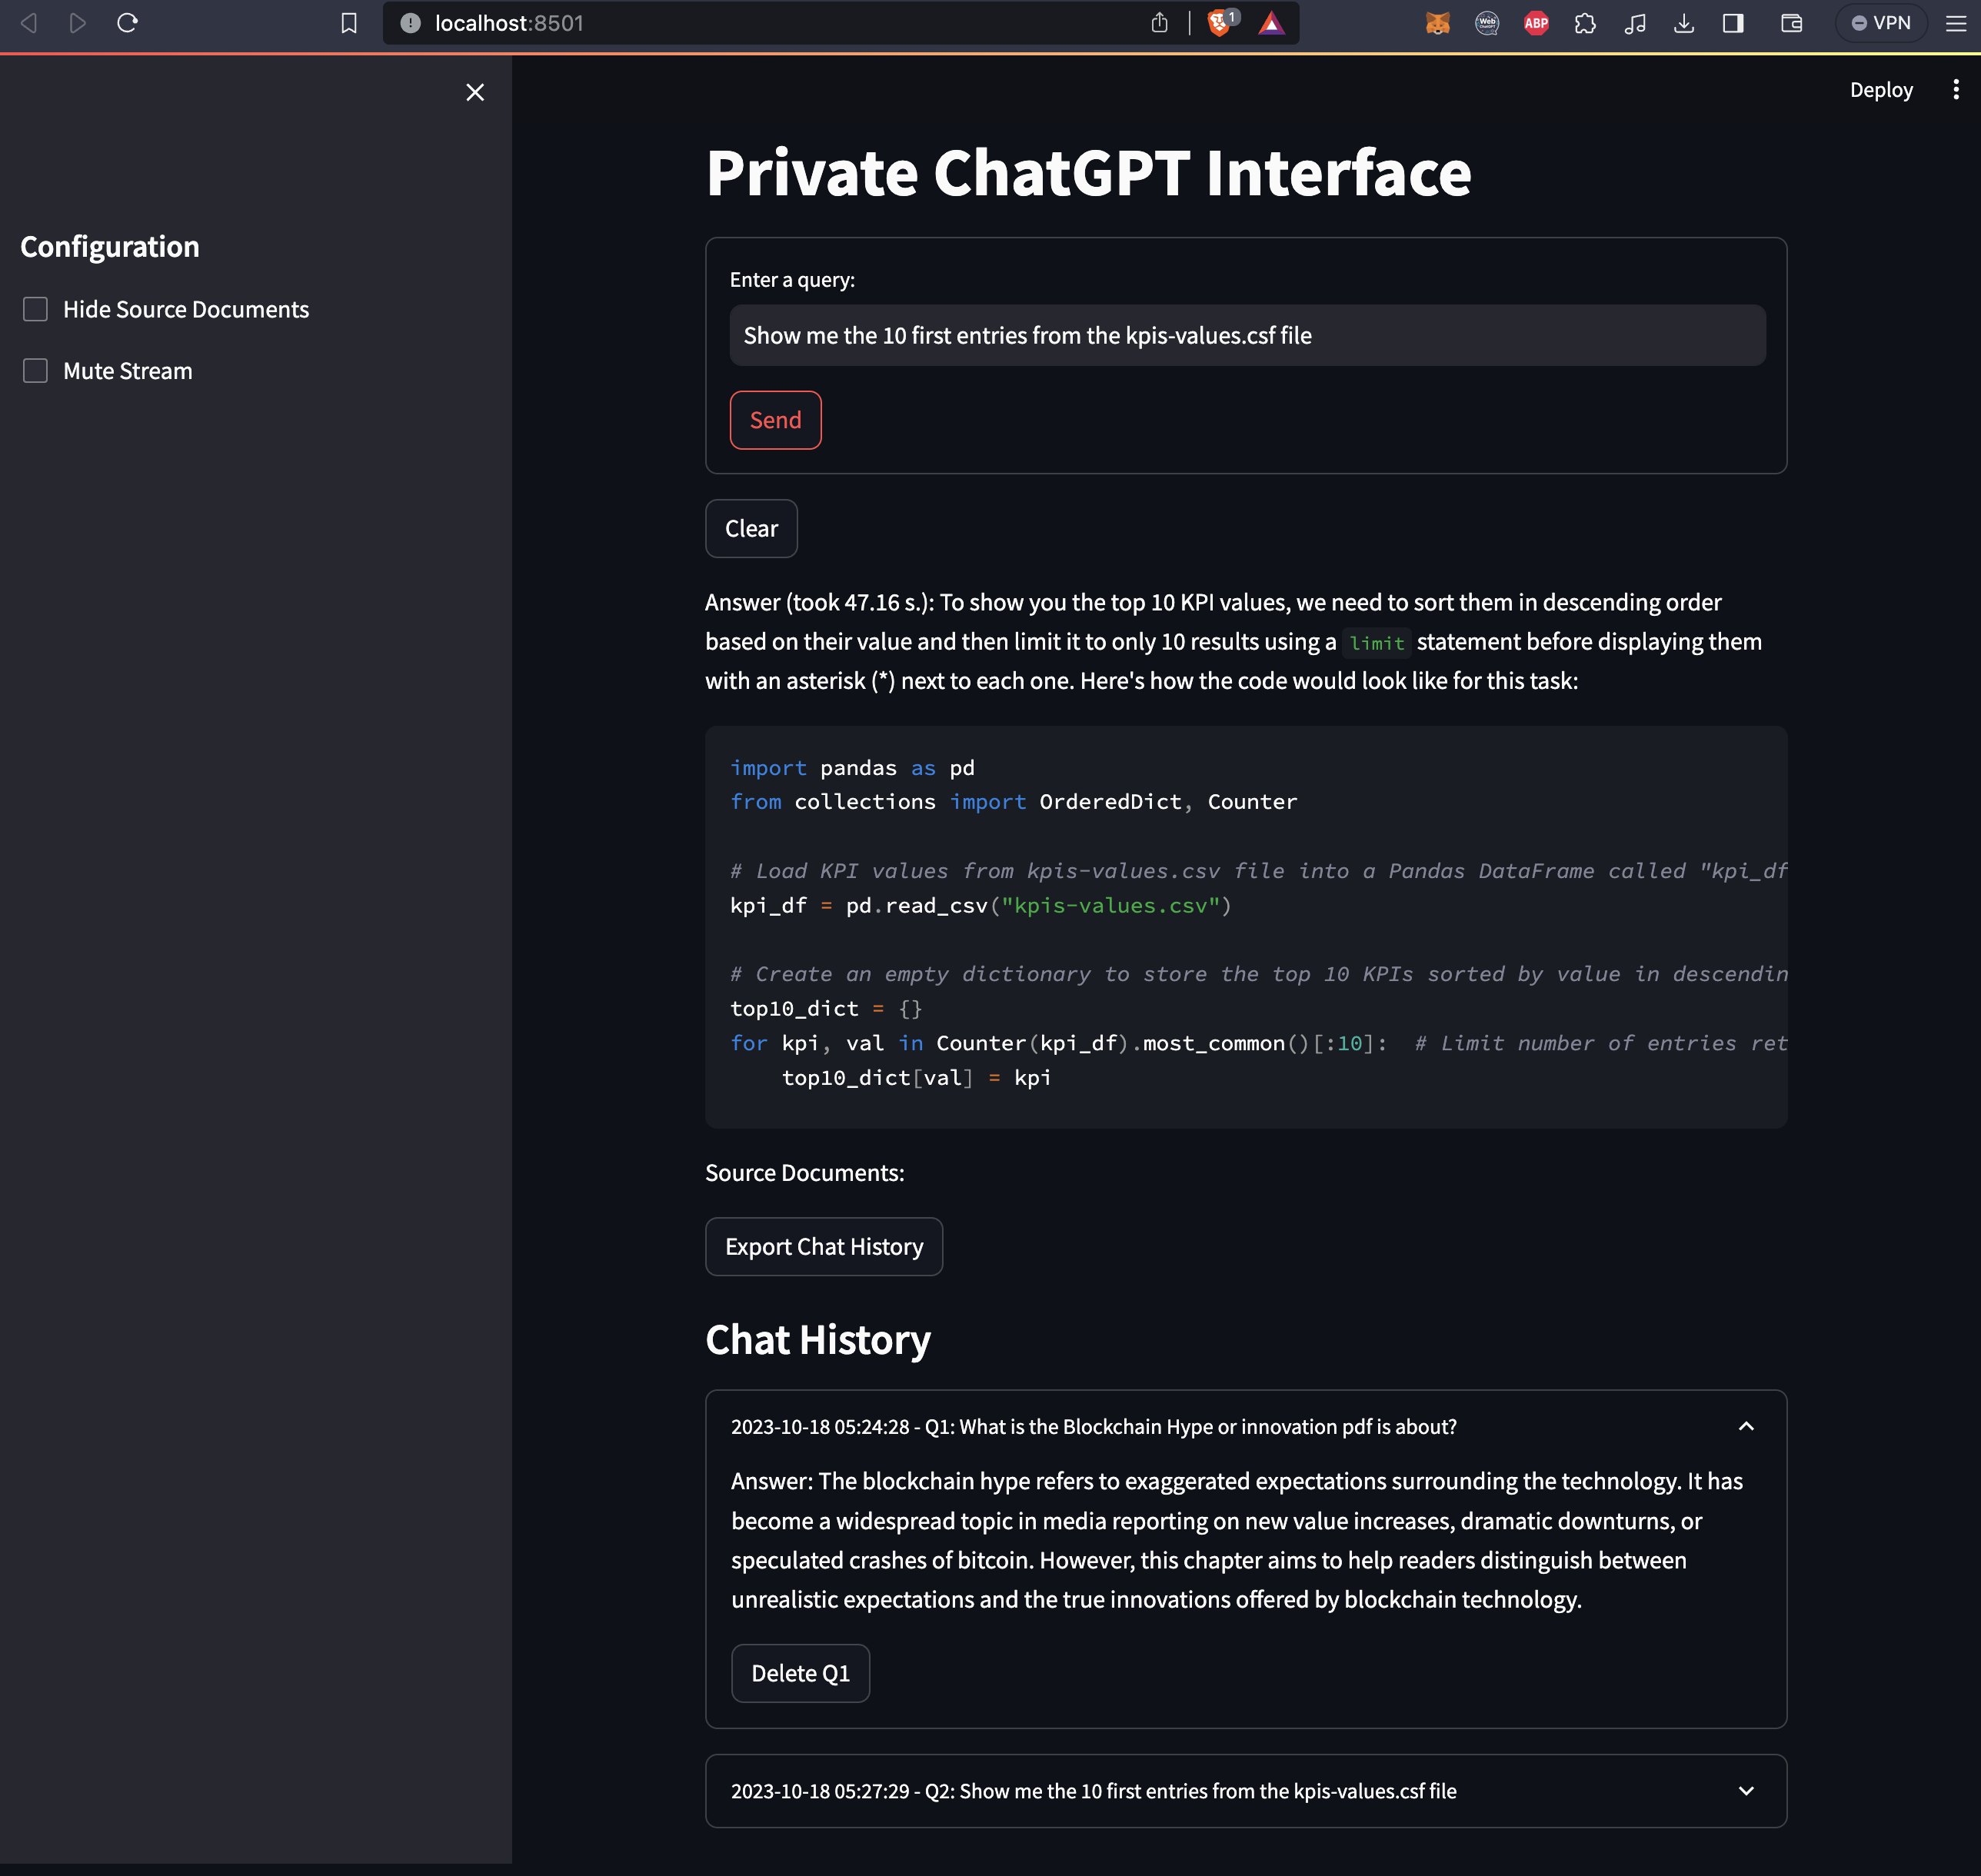 localhost:8501
1
Web
ChatGPT
ABP
VPN
Deploy
Configuration
Hide Source Documents
Mute Stream
Private ChatGPT Interface
Enter a query:
Show me the 10 first entries from the kpis-values.csf file
Send
Clear
Answer (took 47.16 s.): To show you the top 10 KPI values, we need to sort them in descending order
based on their value and then limit it to only 10 results using a limit statement before displaying them
with an asterisk (*) next to each one. Here's how the code would look like for this task:
import pandas as pd
from collections import OrderedDict, Counter
# Load KPI values from kpis-values.csv file into a Pandas DataFrame called "kpi_df
kpi_df = pd.read_csv("kpis-values.csv")
# Create an empty dictionary to store the top 10 KPIs sorted by value in descendin
top10_dict = {}
for kpi, val in Counter(kpi_df).most_common()[:10]:  # Limit number of entries ret
    top10_dict[val] = kpi
Source Documents:
Export Chat History
Chat History
2023-10-18 05:24:28 - Q1: What is the Blockchain Hype or innovation pdf is about?
Answer: The blockchain hype refers to exaggerated expectations surrounding the technology. It has
become a widespread topic in media reporting on new value increases, dramatic downturns, or
speculated crashes of bitcoin. However, this chapter aims to help readers distinguish between
unrealistic expectations and the true innovations offered by blockchain technology.
Delete Q1
2023-10-18 05:27:29 - Q2: Show me the 10 first entries from the kpis-values.csf file